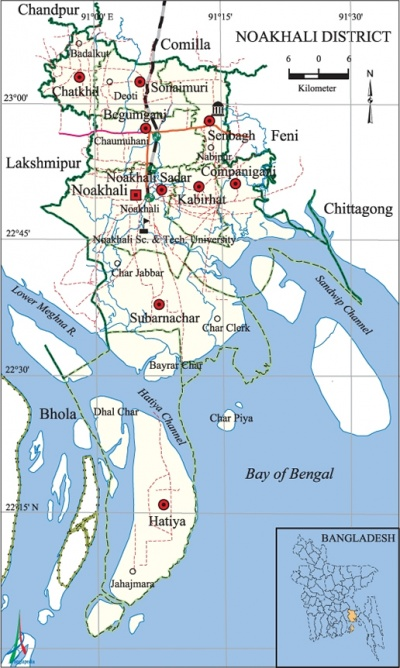 91°00' E
91°15'
91°30'
Chandpur
NOAKHALI DISTRICT
Comilla
Badalkut
6 0 6
Kilometer
N
Chatkhil
Deoti
Sonaimuri
23°00'
Begumganj
Chaumuhani
Senbagh
Feni
Nabipur
Lakshmipur
Noakhali Sadar
Companiganj
Noakhali
Kabirhat
Noakhali
Chittagong
22°45'
Noakhali Sc. & Tech. University
Char Jabbar
Sandwip Channel
Lower Meghna R.
Subarnachar
Char Clerk
Bayrar Char
22°30'
Bhola
Dhal Char
Hatiya Channel
Char Piya
Bay of Bengal
22°15' N
Hatiya
BANGLADESH
Jahajmara